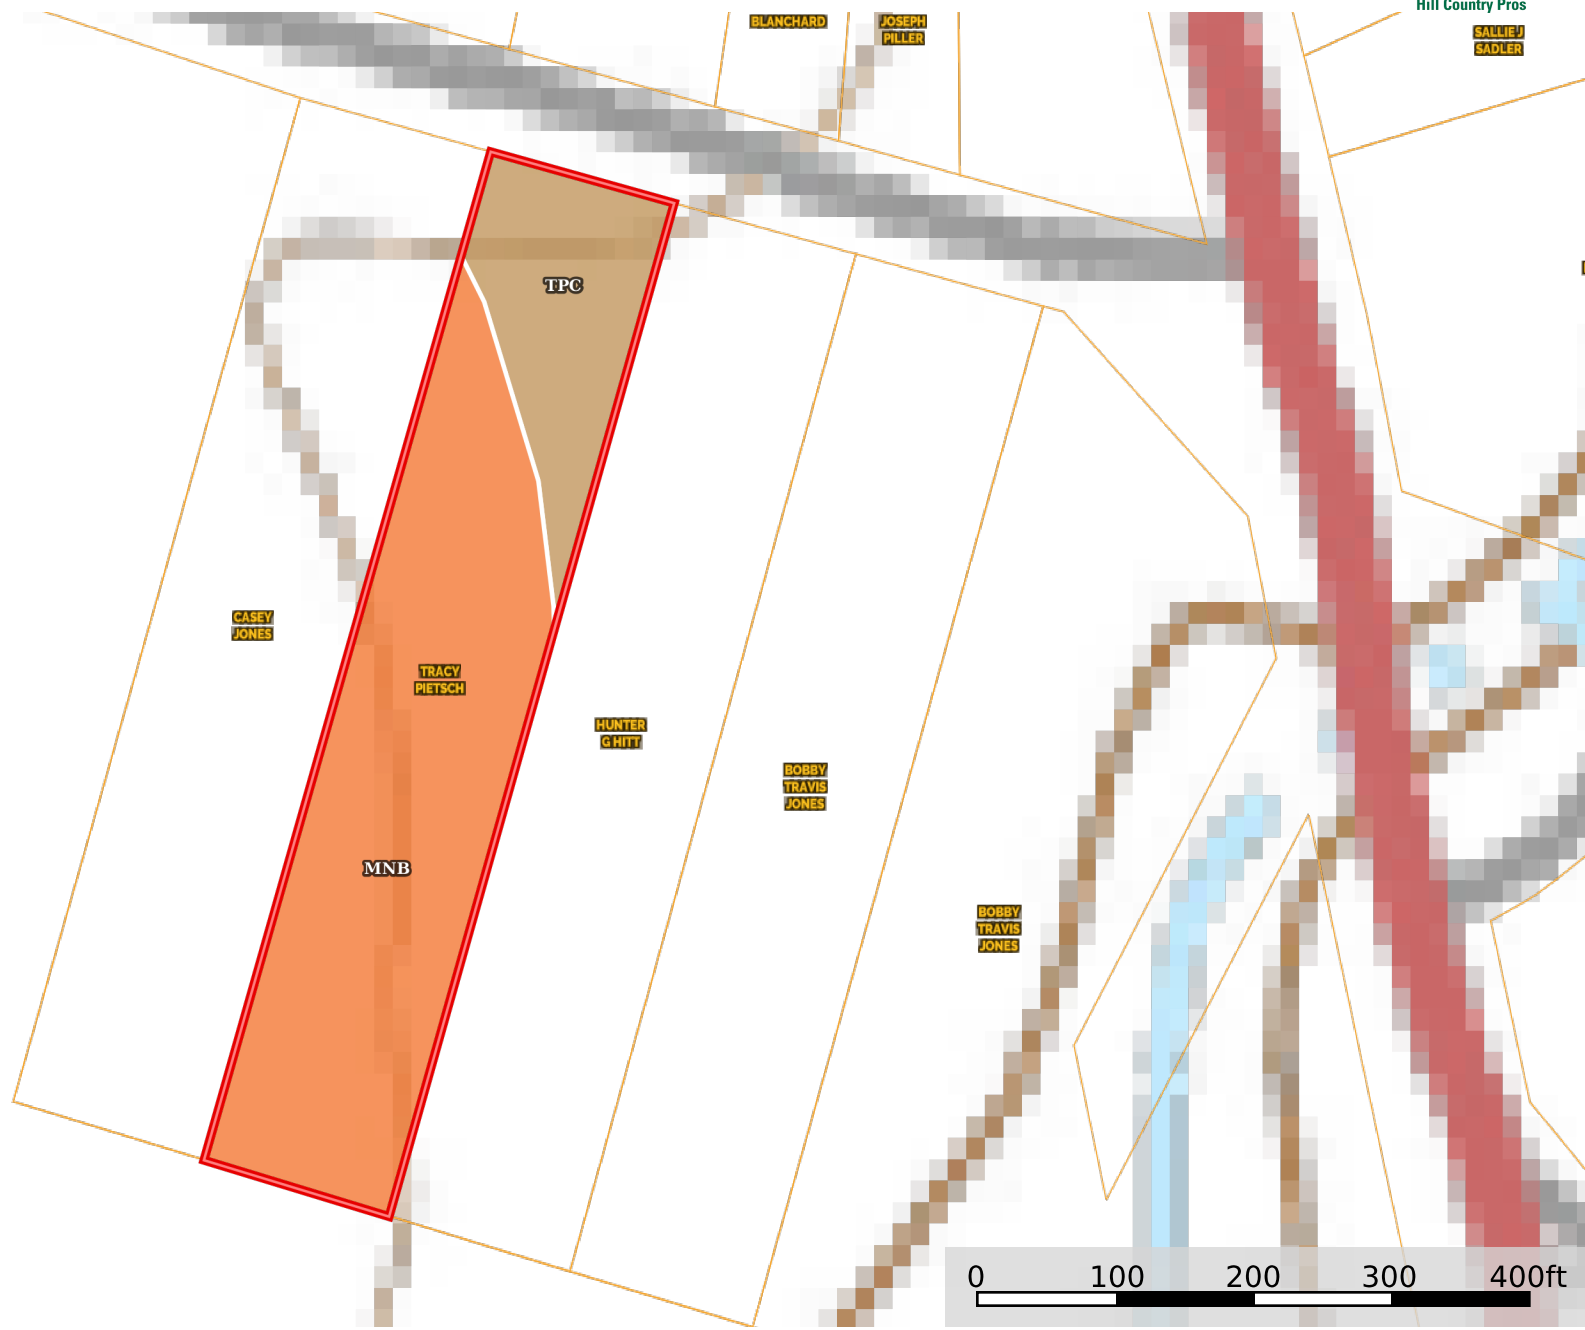 Hill Country Pros
BLANCHARD
JOSEPH
PILLER
SALLIE J
SADLER
TPC
CASEY
JONES
TRACY
PIETSCH
HUNTER
G HITT
BOBBY
TRAVIS
JONES
MNB
BOBBY
TRAVIS
JONES
0 100 200 300 400ft